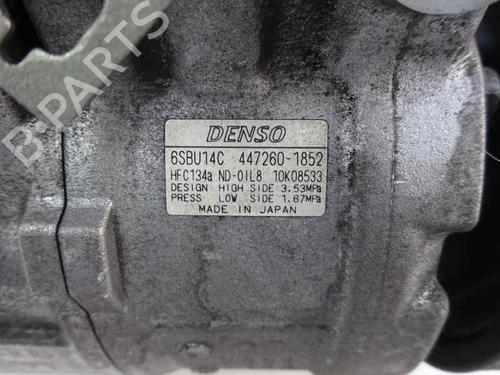 B-PARTS
DENSO
6SBU14C 447260-1852
HFC134a ND-OIL8 10K08533
DESIGN HIGH SIDE 3.53MPa
PRESS LOW SIDE 1.67MPa
MADE IN JAPAN